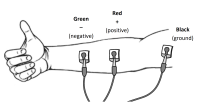 Red
+
(positive)
Green
–
(negative)
Black
(ground)